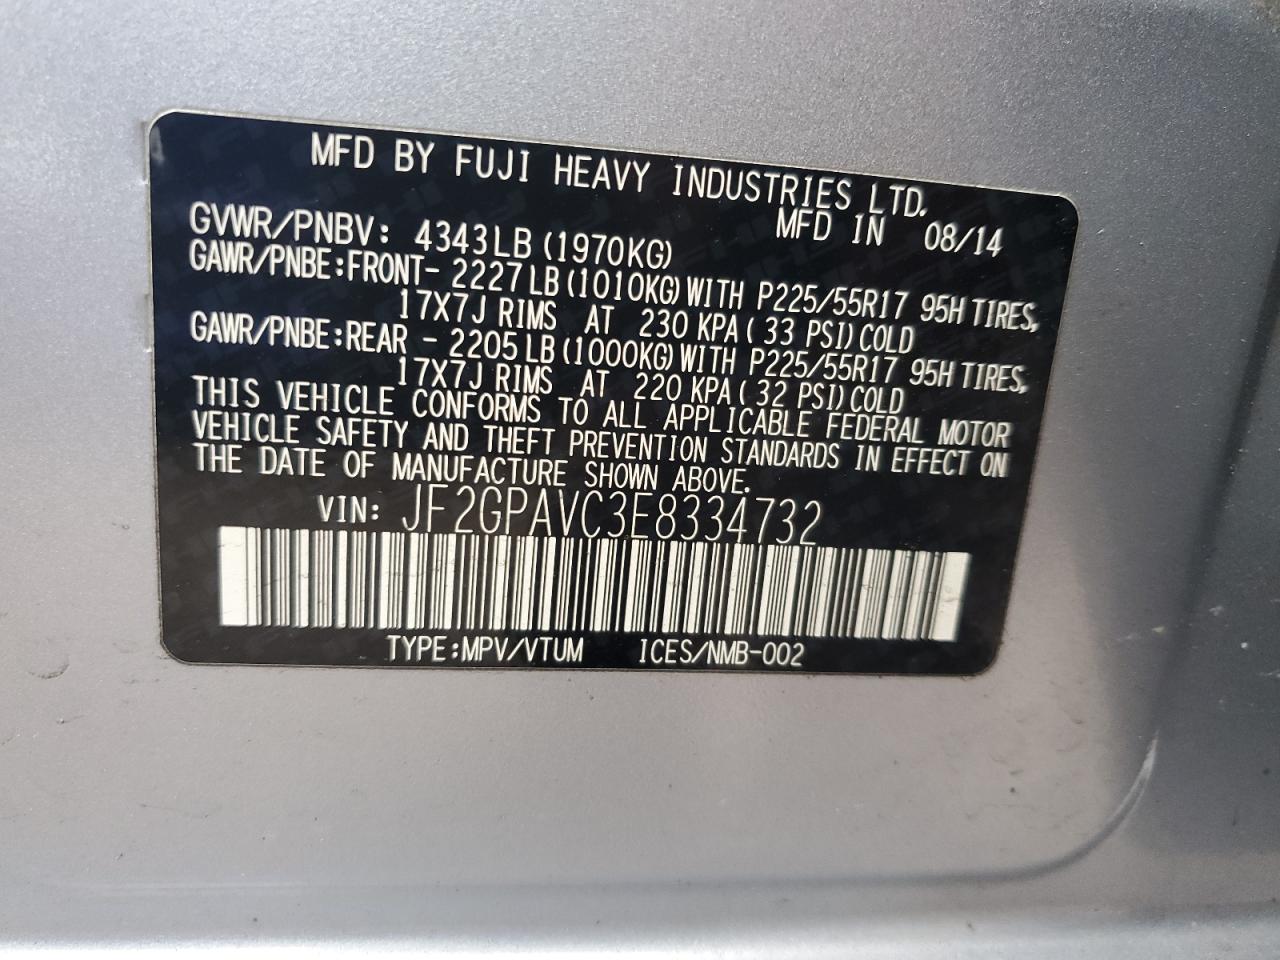 MFD BY FUJI HEAVY INDUSTRIES LTD.
MFD IN 08/14
GVWR/PNBV: 4343LB (1970KG)
GAWR/PNBE:FRONT- 2227LB (1010KG) WITH P225/55R17 95H TIRES,
17X7J RIMS AT 230 KPA ( 33 PSI) COLD
GAWR/PNBE:REAR - 2205LB (1000KG) WITH P225/55R17 95H TIRES,
17X7J RIMS AT 220 KPA ( 32 PSI) COLD
THIS VEHICLE CONFORMS TO ALL APPLICABLE FEDERAL MOTOR
VEHICLE SAFETY AND THEFT PREVENTION STANDARDS IN EFFECT ON
THE DATE OF MANUFACTURE SHOWN ABOVE.
VIN: JF2GPAVC3E8334732
TYPE:MPV/VTUM ICES/NMB-002